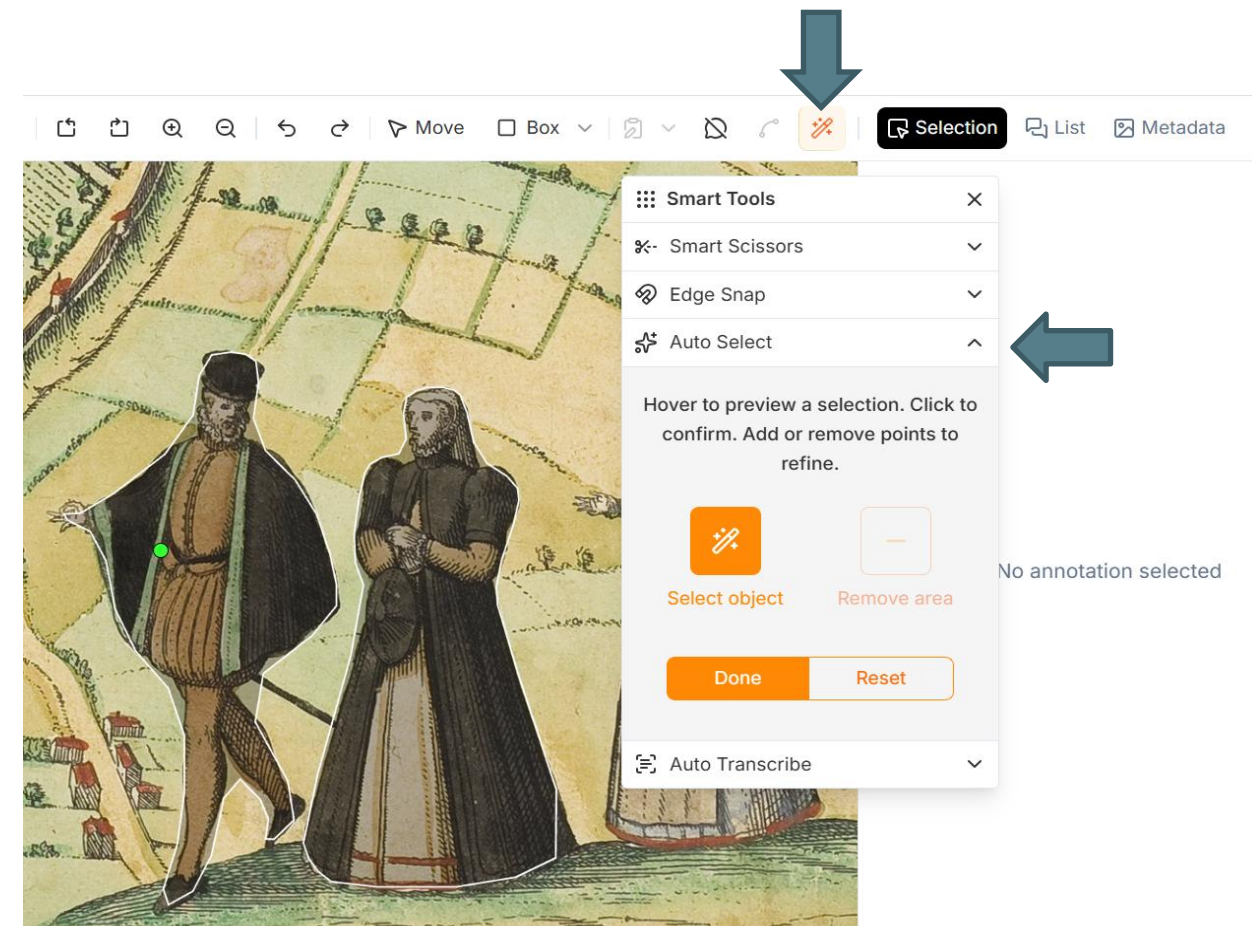 Move Box Selection List Metadata
Smart Tools
Smart Scissors
Edge Snap
Auto Select
Hover to preview a selection. Click to
confirm. Add or remove points to
refine.
Select object Remove area
No annotation selected
Done Reset
Auto Transcribe